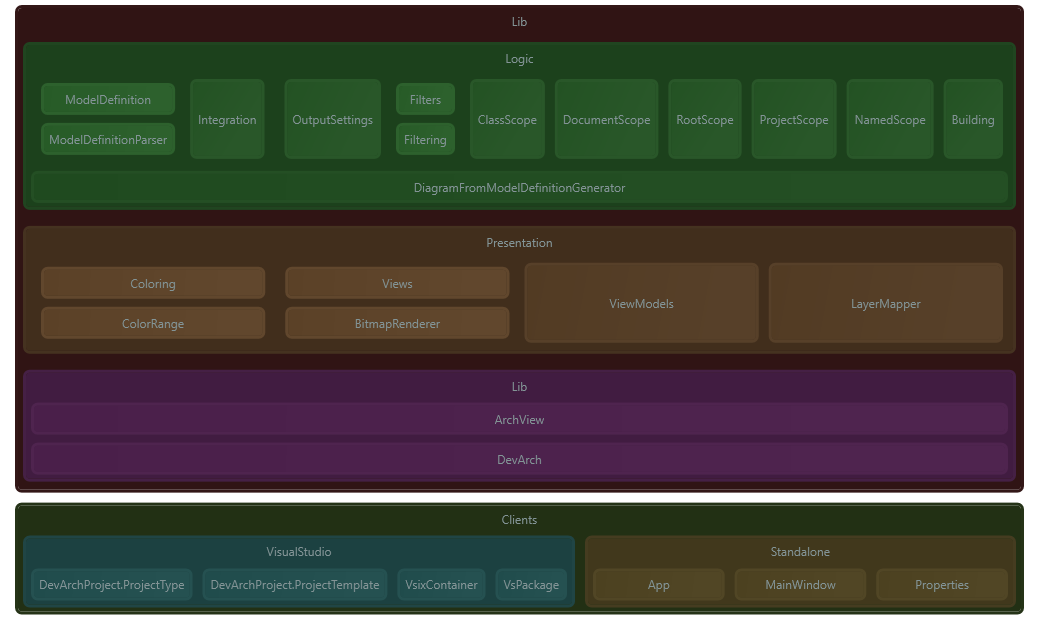 Lib
Logic
ModelDefinition
ModelDefinitionParser
Integration
OutputSettings
Filters
Filtering
ClassScope
DocumentScope
RootScope
ProjectScope
NamedScope
Building
DiagramFromModelDefinitionGenerator
Presentation
Coloring
ColorRange
Views
BitmapRenderer
ViewModels
LayerMapper
Lib
ArchView
DevArch
Clients
VisualStudio
DevArchProject.ProjectType
DevArchProject.ProjectTemplate
VsixContainer
VsPackage
Standalone
App
MainWindow
Properties